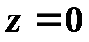 z = 0